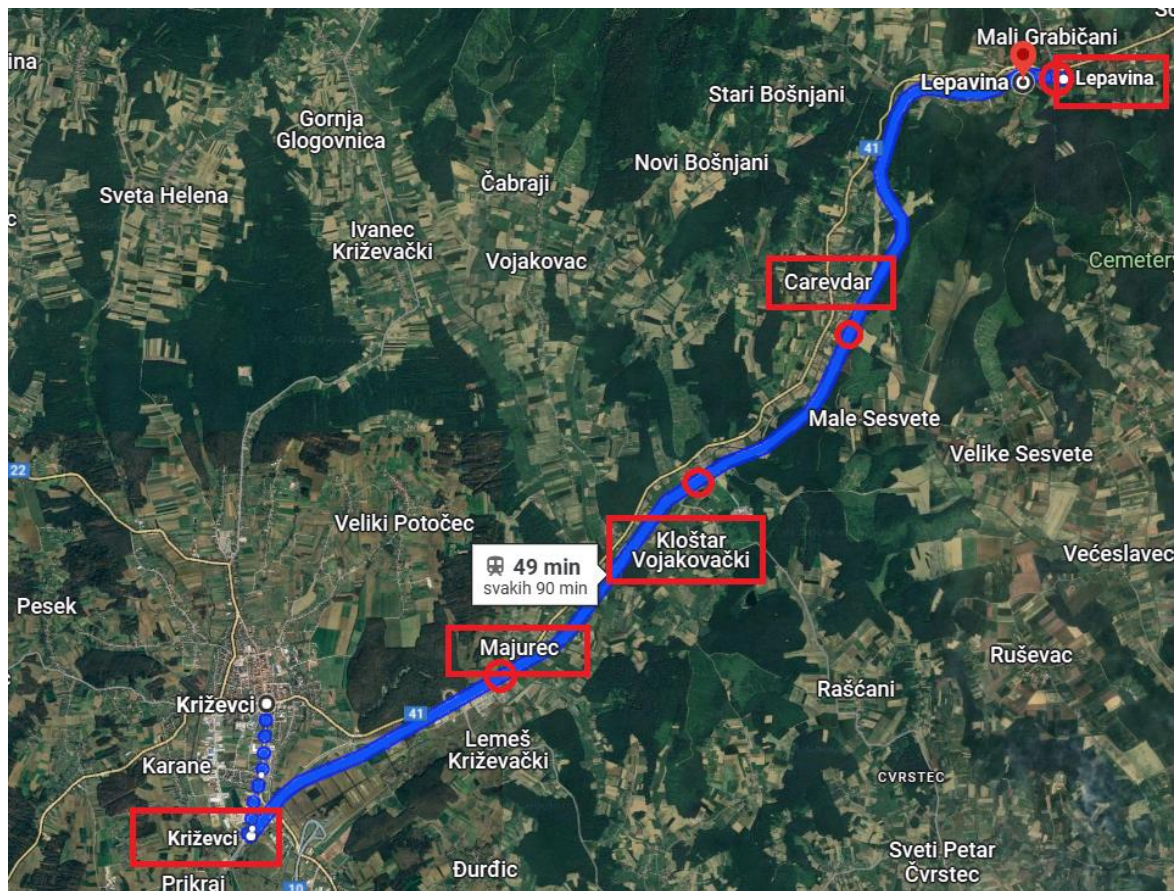 Mali Grabičani
Lepavina
Lepavina
Stari Bošnjani
41
Gornja
Glogovnica
Novi Bošnjani
Čabraji
Sveta Helena
Ivanec
Križevački
Vojakovac
Cemetery
Carevdar
Male Sesvete
Velike Sesvete
22
Veliki Potočec
Kloštar
Vojakovački
Većeslavec
49 min
svakih 90 min
Pesek
Majurec
Ruševac
Rašćani
Križevci
41
Lemeš
Križevački
Karane
CVRSTEC
Križevci
Đurđic
Sveti Petar
Čvrstec
Prikraj
10